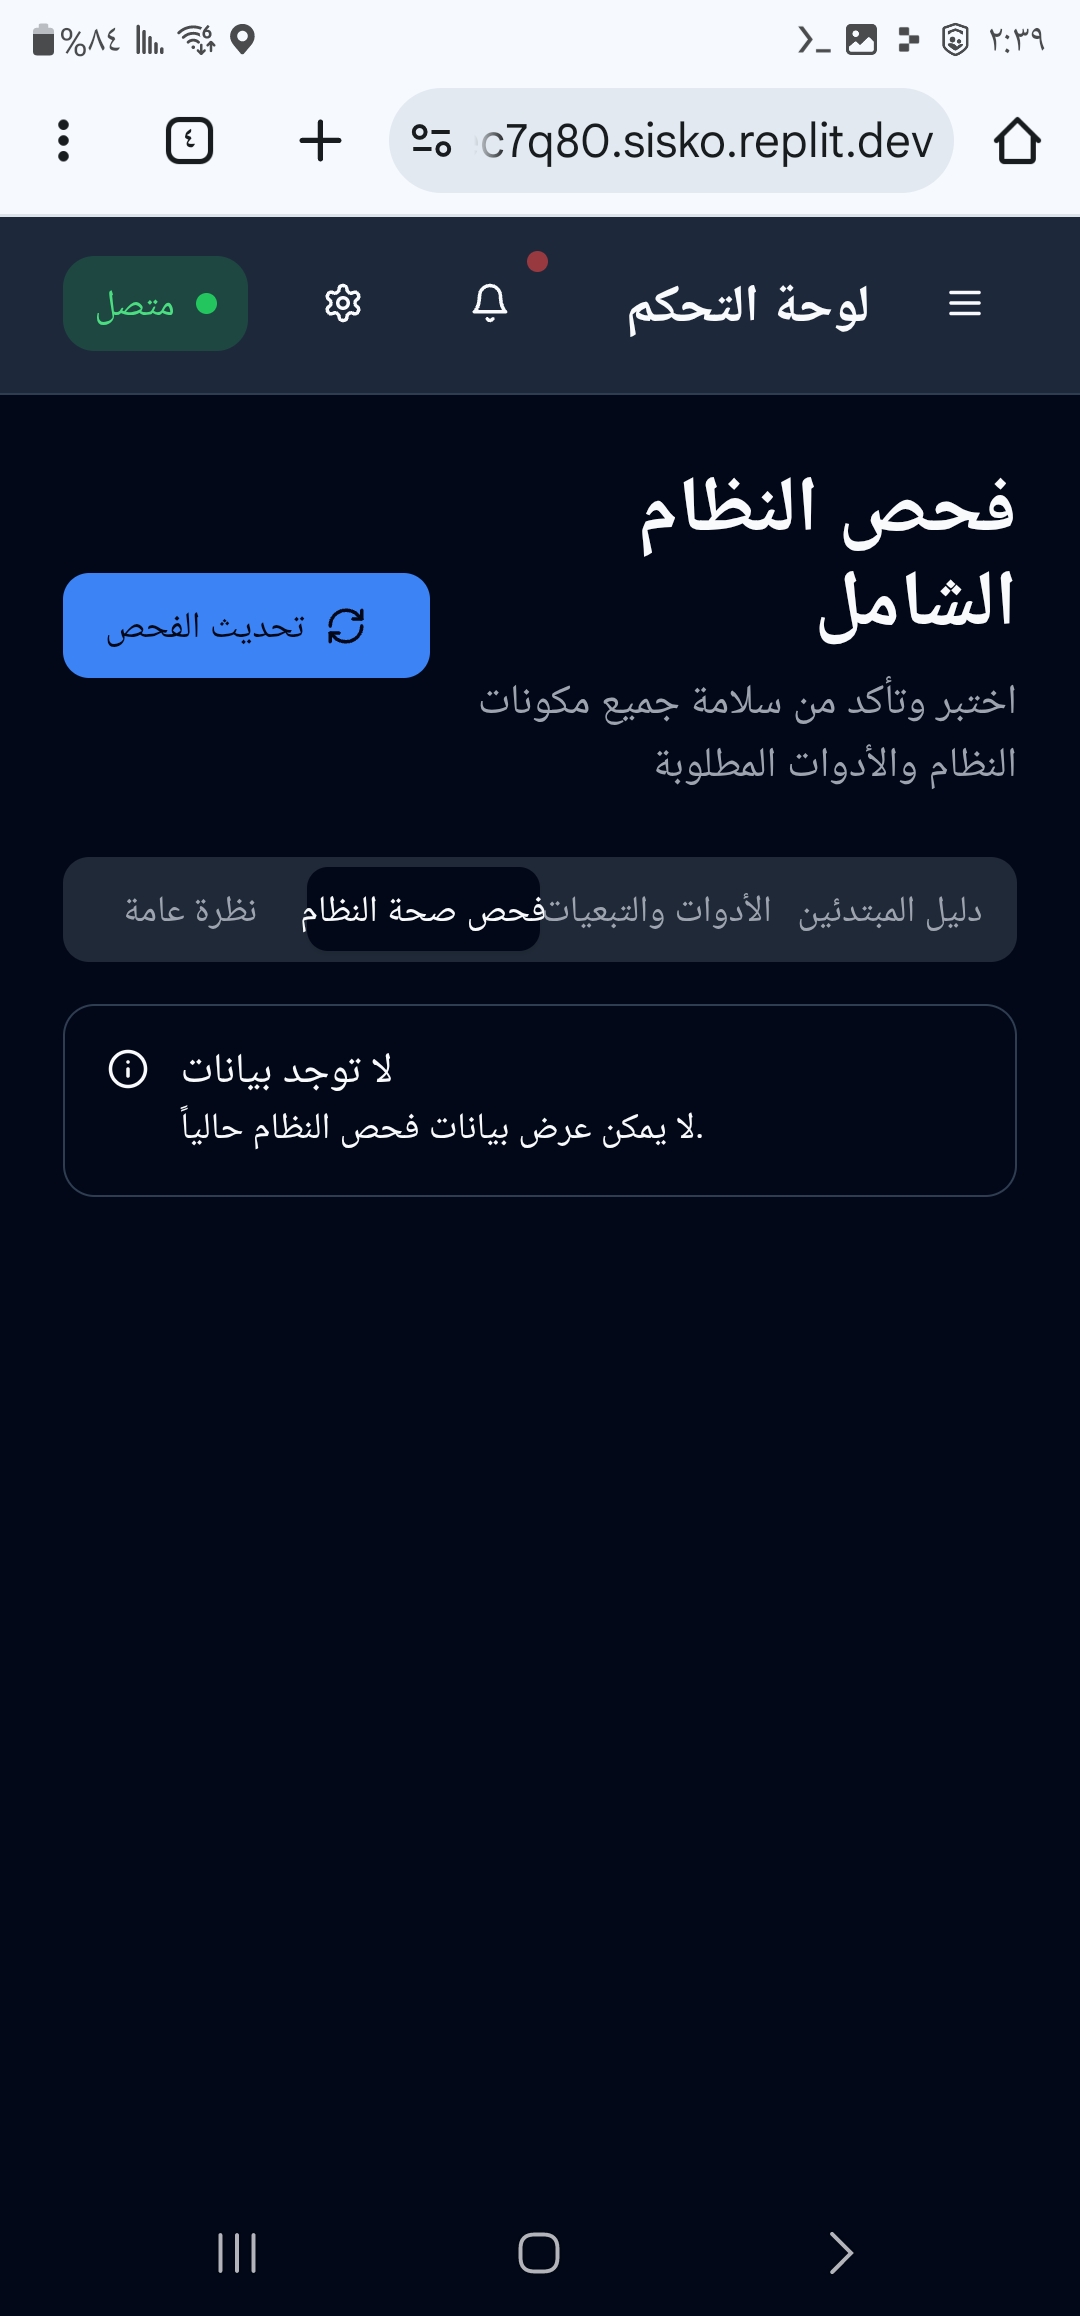 ٢:٣٩
%٨٤
6
٤
c7q80.sisko.replit.dev
لوحة التحكم
متصل
فحص النظام
الشامل
تحديث الفحص
اختبر وتأكد من سلامة جميع مكونات
النظام والأدوات المطلوبة
دليل المبتدئين
الأدوات والتبعيات
فحص صحة النظام
نظرة عامة
لا توجد بيانات
لا يمكن عرض بيانات فحص النظام حالياً.